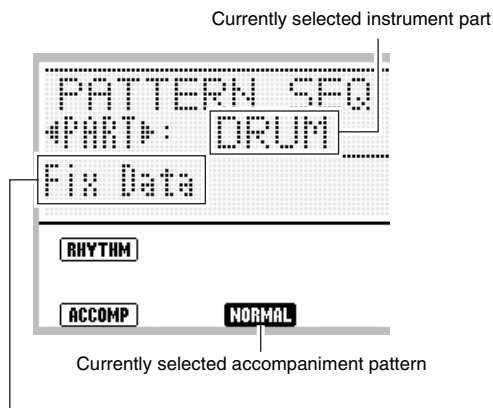 Currently selected instrument part
PATTERN SEQ
◂PART▸: DRUM
Fix Data
RHYTHM
ACCOMP NORMAL
Currently selected accompaniment pattern